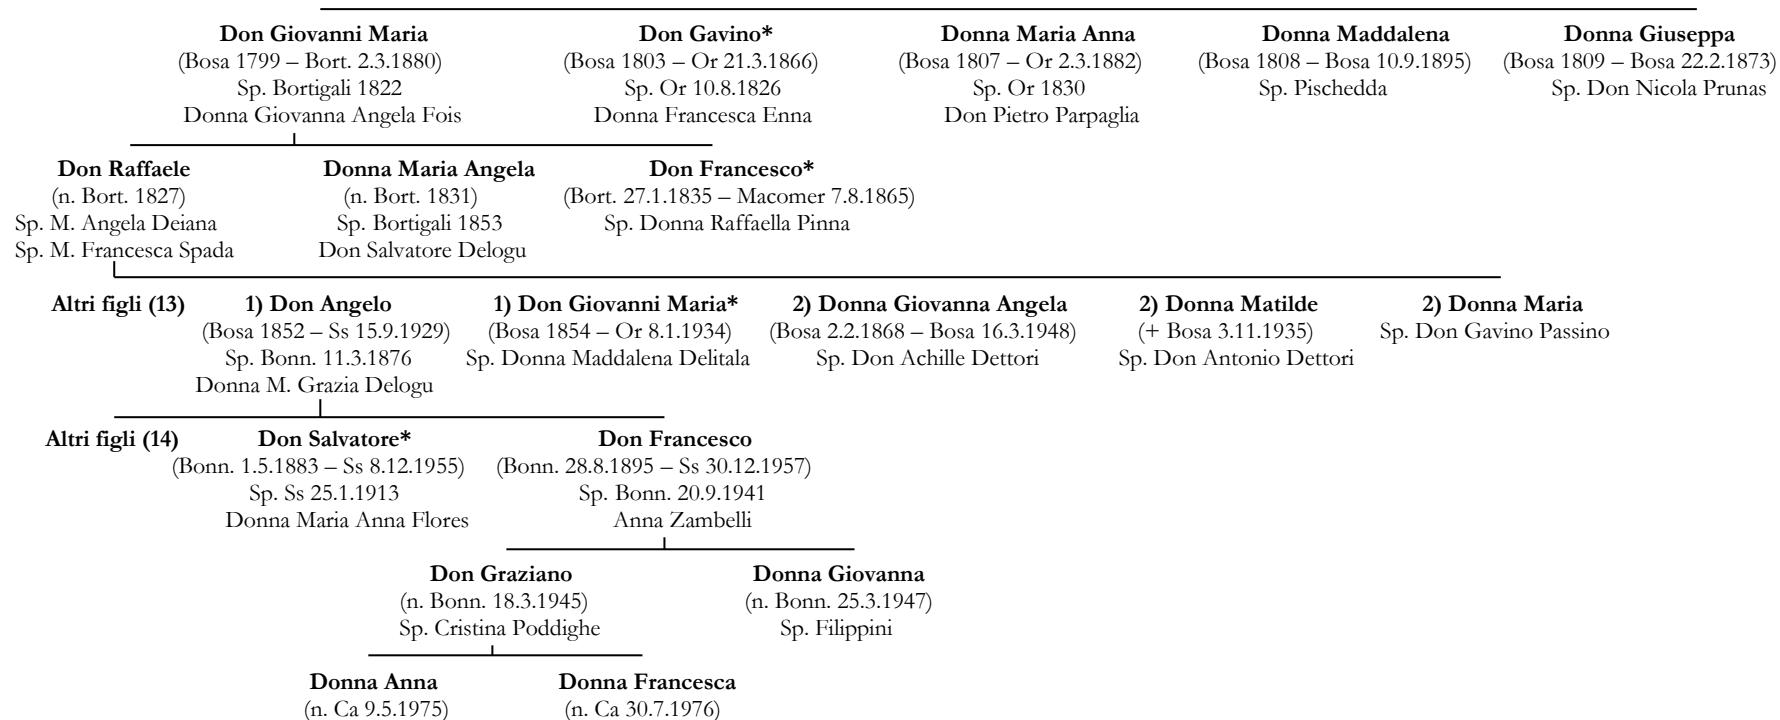 Don Giovanni Maria
(Bosa 1799 – Bort. 2.3.1880)
Sp. Bortigali 1822
Donna Giovanna Angela Fois
Don Gavino*
(Bosa 1803 – Or 21.3.1866)
Sp. Or 10.8.1826
Donna Francesca Enna
Donna Maria Anna
(Bosa 1807 – Or 2.3.1882)
Sp. Or 1830
Don Pietro Parpaglia
Donna Maddalena
(Bosa 1808 – Bosa 10.9.1895)
Sp. Pischedda
Donna Giuseppa
(Bosa 1809 – Bosa 22.2.1873)
Sp. Don Nicola Prunas
Don Raffaele
(n. Bort. 1827)
Sp. M. Angela Deiana
Sp. M. Francesca Spada
Donna Maria Angela
(n. Bort. 1831)
Sp. Bortigali 1853
Don Salvatore Delogu
Don Francesco*
(Bort. 27.1.1835 – Macomer 7.8.1865)
Sp. Donna Raffaella Pinna
Altri figli (13)
1) Don Angelo
(Bosa 1852 – Ss 15.9.1929)
Sp. Bonn. 11.3.1876
Donna M. Grazia Delogu
1) Don Giovanni Maria*
(Bosa 1854 – Or 8.1.1934)
Sp. Donna Maddalena Delitala
2) Donna Giovanna Angela
(Bosa 2.2.1868 – Bosa 16.3.1948)
Sp. Don Achille Dettori
2) Donna Matilde
(+ Bosa 3.11.1935)
Sp. Don Antonio Dettori
2) Donna Maria
Sp. Don Gavino Passino
Altri figli (14)
Don Salvatore*
(Bonn. 1.5.1883 – Ss 8.12.1955)
Sp. Ss 25.1.1913
Donna Maria Anna Flores
Don Francesco
(Bonn. 28.8.1895 – Ss 30.12.1957)
Sp. Bonn. 20.9.1941
Anna Zambelli
Don Graziano
(n. Bonn. 18.3.1945)
Sp. Cristina Poddighe
Donna Giovanna
(n. Bonn. 25.3.1947)
Sp. Filippini
Donna Anna
(n. Ca 9.5.1975)
Donna Francesca
(n. Ca 30.7.1976)